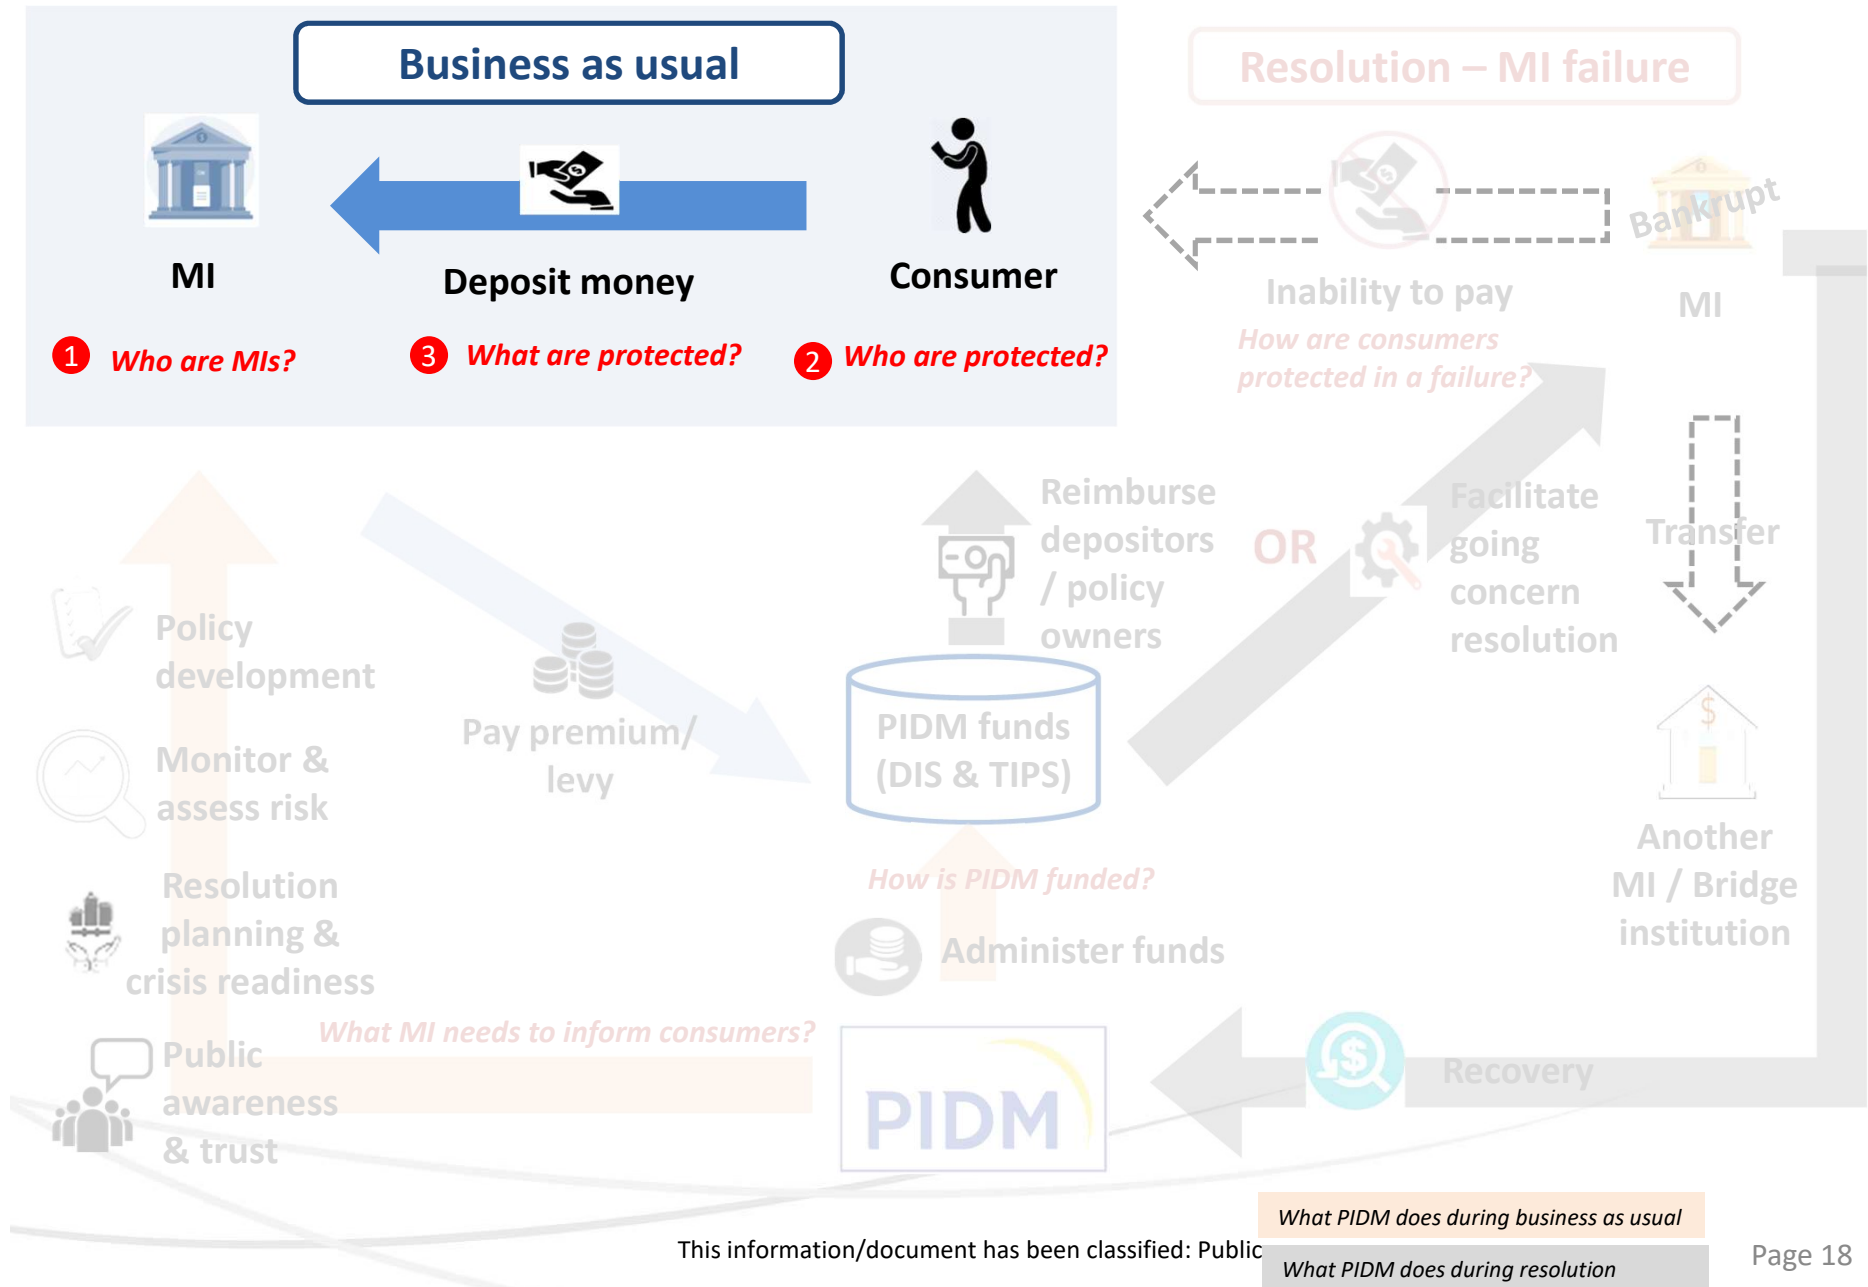 Business as usual
Resolution – MI failure
MI
Deposit money
Consumer
1 Who are MIs?
3 What are protected?
2 Who are protected?
Bankrupt
Inability to pay
MI
How are consumers
protected in a failure?
Reimburse
depositors
/ policy
owners
OR
Facilitate
going
concern
resolution
Transfer
Policy
development
Pay premium/
levy
PIDM funds
(DIS & TIPS)
Monitor &
assess risk
Another
MI / Bridge
institution
How is PIDM funded?
Resolution
planning &
crisis readiness
Administer funds
What MI needs to inform consumers?
Public
awareness
& trust
PIDM
Recovery
What PIDM does during business as usual
This information/document has been classified: Public
What PIDM does during resolution
Page 18